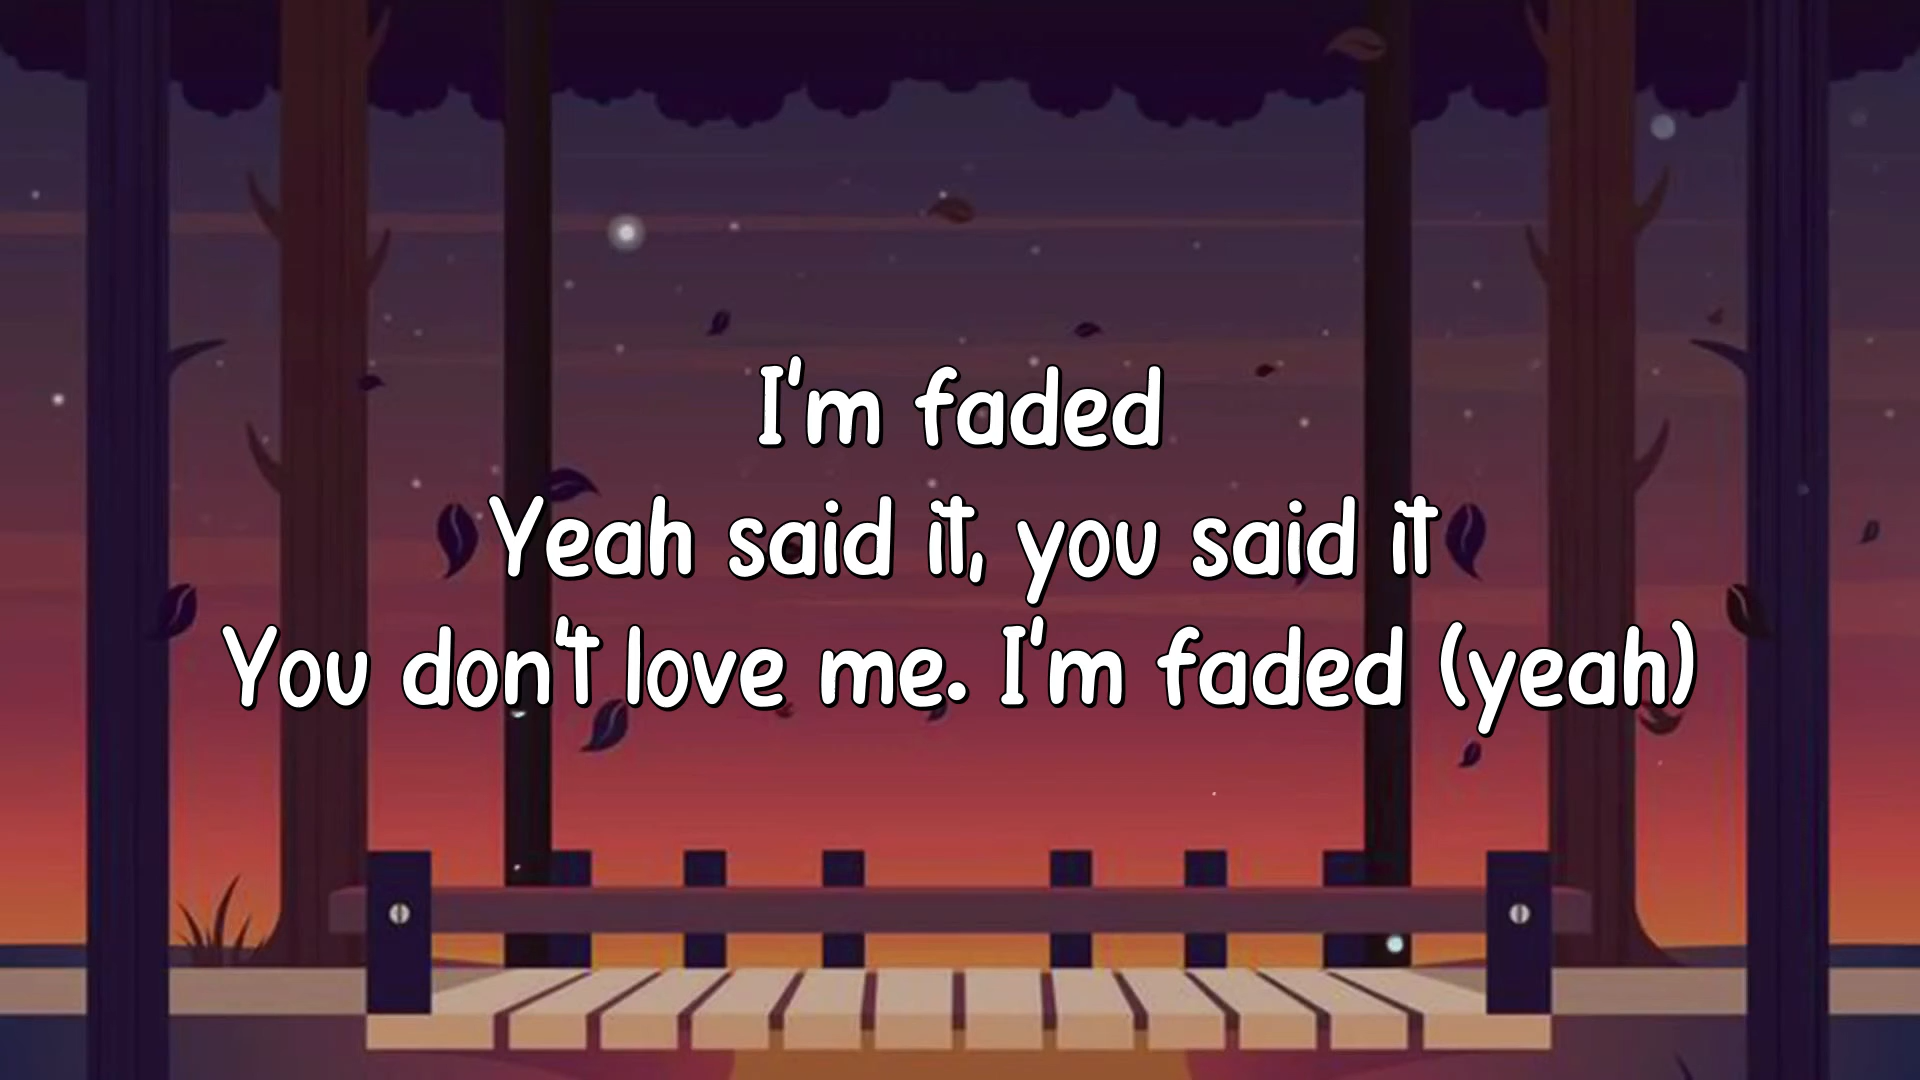 I'm faded
Yeah said it, you said it
You don't love me. I'm faded (yeah)